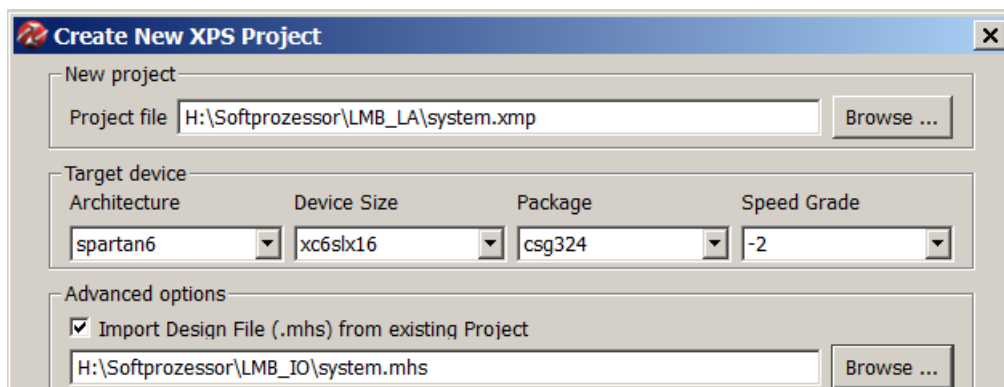 Create New XPS Project
New project
Project file H:\Softprozessor\LMB_LA\system.xmp Browse ...
Target device
Architecture Device Size Package Speed Grade
spartan6 xc6slx16 csg324 -2
Advanced options
Import Design File (.mhs) from existing Project
H:\Softprozessor\LMB_IO\system.mhs Browse ...